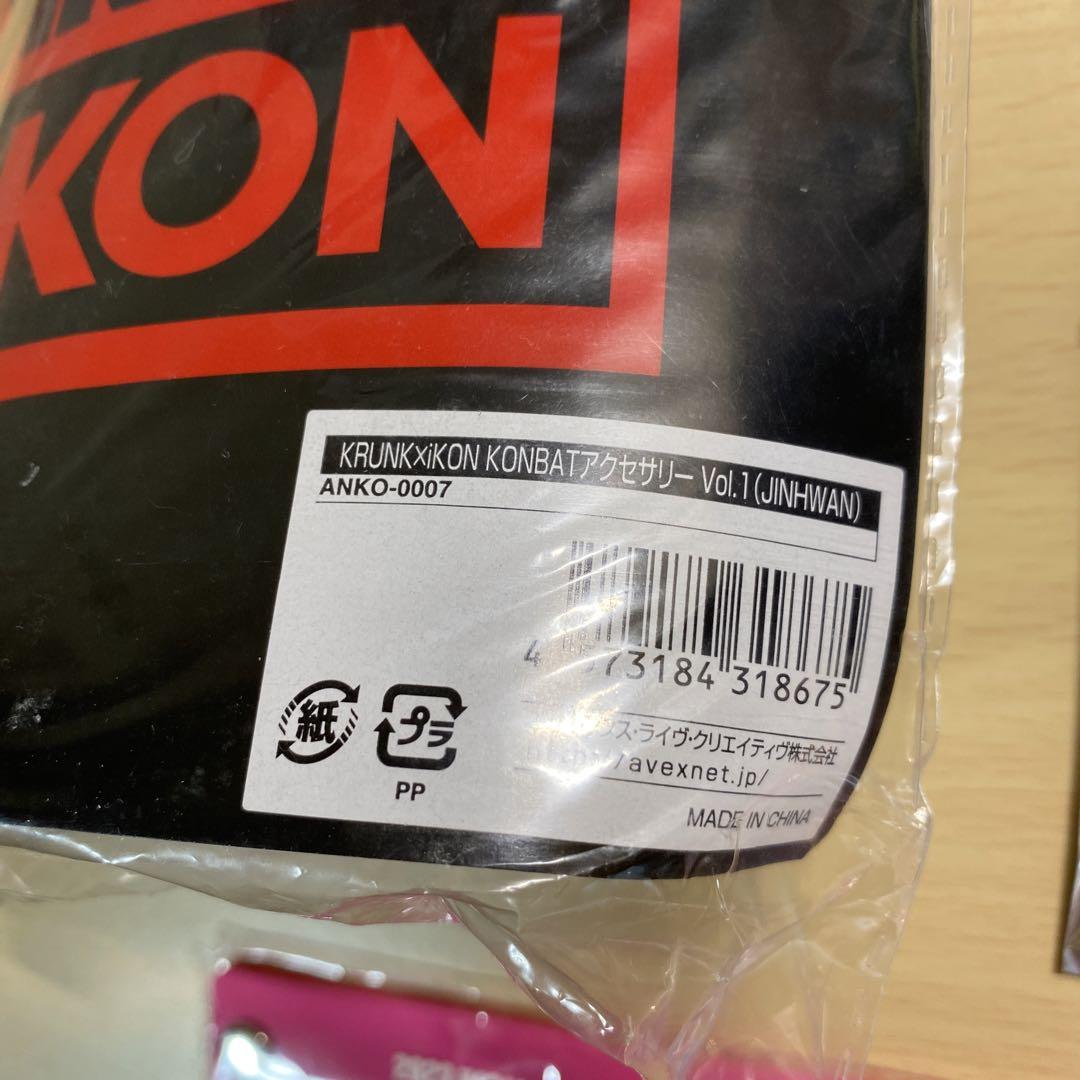 KON
KRUNK×iKON KONBATアクセサリー Vol.1(JINHWAN)
ANKO-0007
4 73184 318675
紙
プラ
PP
ス・ライヴ・クリエイティヴ株式会社
avexnet.jp/
MADE IN CHINA